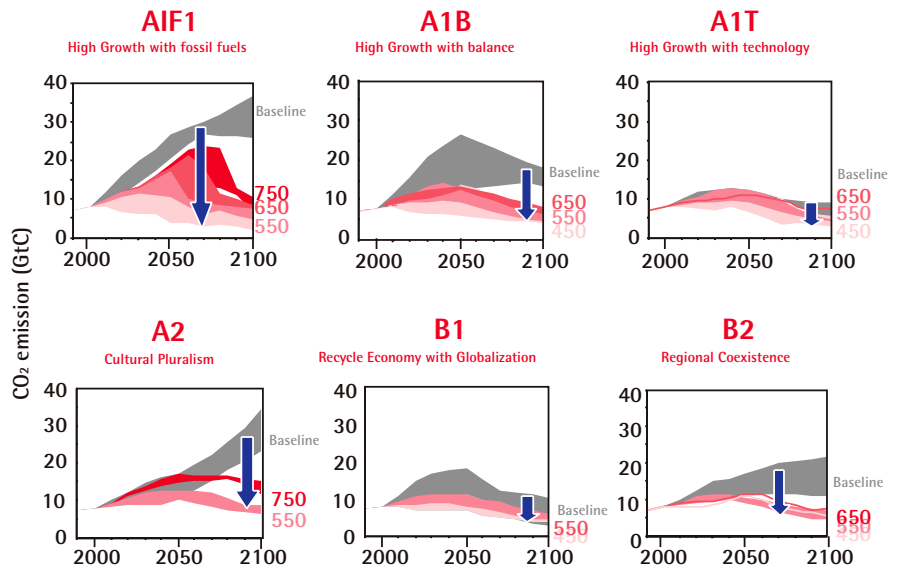 AIF1
High Growth with fossil fuels
A1B
High Growth with balance
A1T
High Growth with technology
CO₂ emission (GtC)
40
30
20
10
0
2000 2050 2100
Baseline
750
650
550
40
30
20
10
0
2000 2050 2100
Baseline
650
550
450
40
30
20
10
0
2000 2050 2100
Baseline
650
550
450
A2
Cultural Pluralism
B1
Recycle Economy with Globalization
B2
Regional Coexistence
40
30
20
10
0
2000 2050 2100
Baseline
750
550
40
30
20
10
0
2000 2050 2100
Baseline
550
450
40
30
20
10
0
2000 2050 2100
Baseline
650
550
450